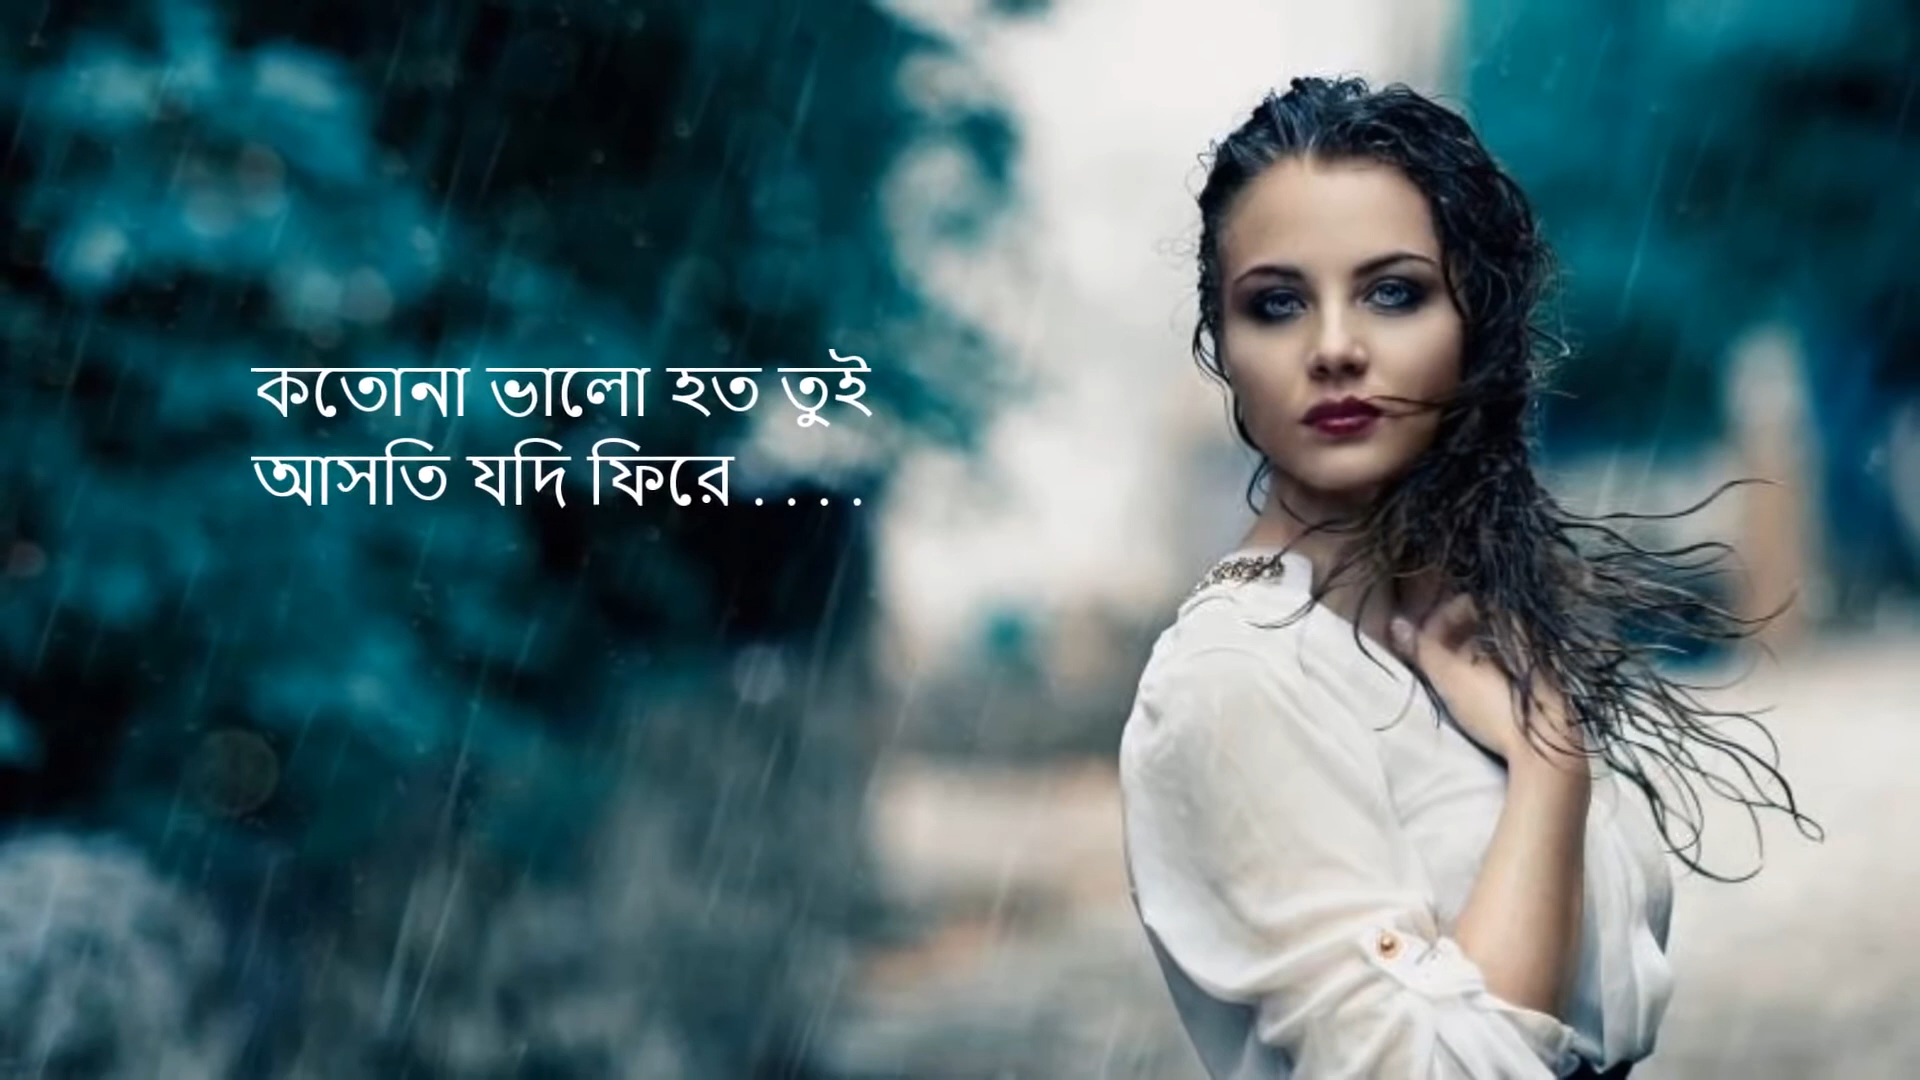 কতোনা ভালো হত তুই
আসতি যদি ফিরে . . . .